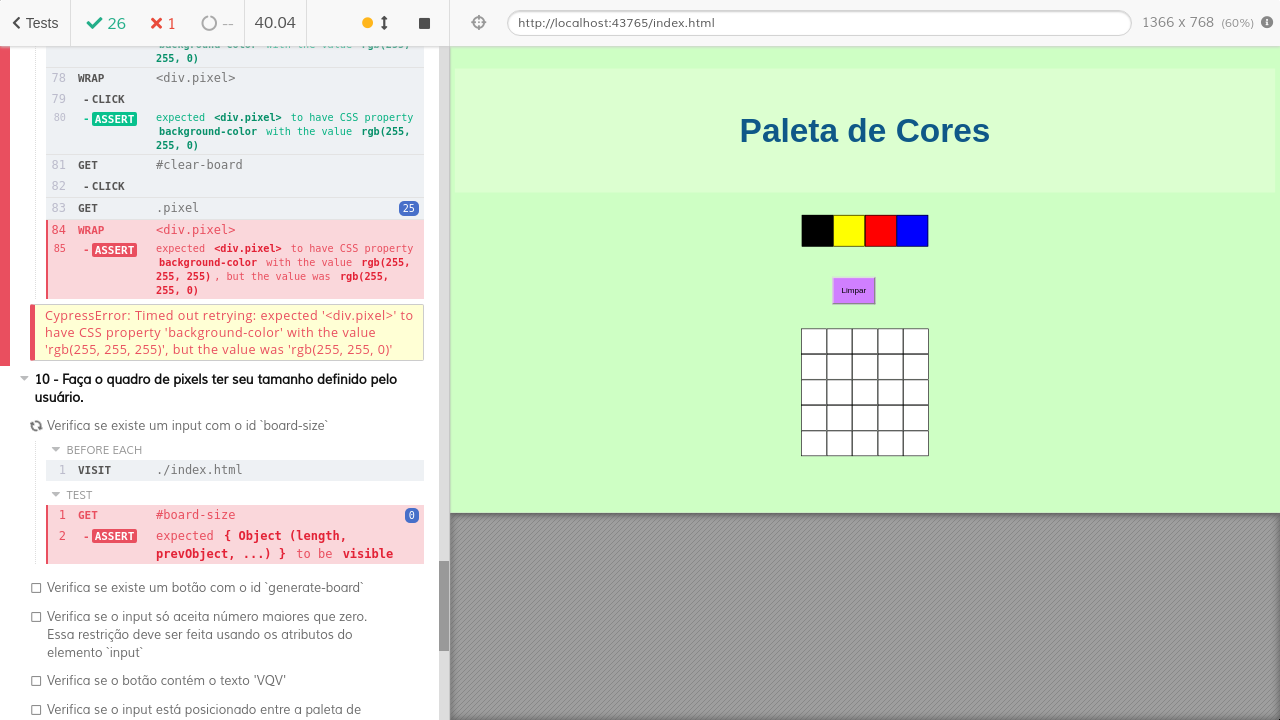 Tests
26
1
--
40.04
http://localhost:43765/index.html
1366 x 768 (60%)
background-color with the value rgb(255,
255, 0)
78 WRAP <div.pixel>
79 - CLICK
80 - ASSERT expected <div.pixel> to have CSS property
background-color with the value rgb(255,
255, 0)
81 GET #clear-board
82 - CLICK
83 GET .pixel 25
84 WRAP <div.pixel>
85 - ASSERT expected <div.pixel> to have CSS property
background-color with the value rgb(255,
255, 255) , but the value was rgb(255,
255, 0)
CypressError: Timed out retrying: expected '<div.pixel>' to
have CSS property 'background-color' with the value
'rgb(255, 255, 255)', but the value was 'rgb(255, 255, 0)'
10 - Faça o quadro de pixels ter seu tamanho definido pelo
usuário.
Verifica se existe um input com o id `board-size`
BEFORE EACH
1 VISIT ./index.html
TEST
1 GET #board-size 0
2 - ASSERT expected { Object (length,
prevObject, ...) } to be visible
Verifica se existe um botão com o id `generate-board`
Verifica se o input só aceita número maiores que zero.
Essa restrição deve ser feita usando os atributos do
elemento `input`
Verifica se o botão contém o texto 'VQV'
Verifica se o input está posicionado entre a paleta de
Paleta de Cores
Limpar